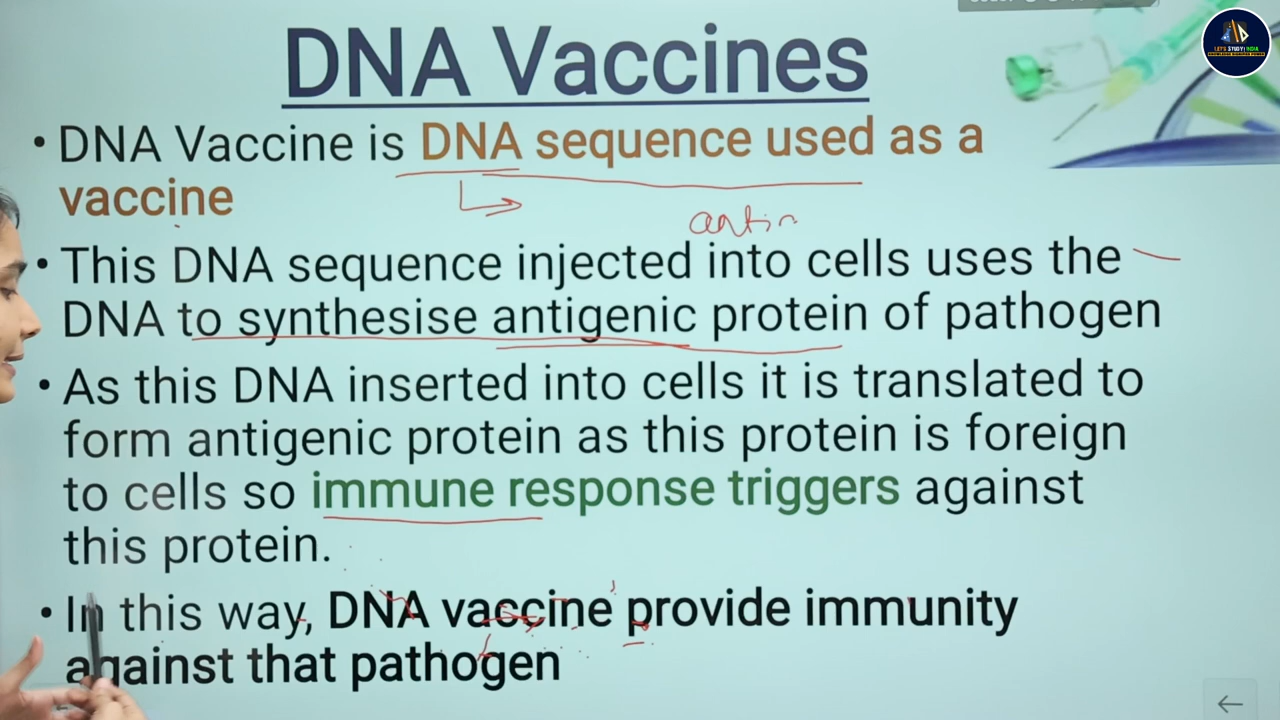 DNA Vaccines
• DNA Vaccine is DNA sequence used as a
vaccine
antin
• This DNA sequence injected into cells uses the
DNA to synthesise antigenic protein of pathogen
• As this DNA inserted into cells it is translated to
form antigenic protein as this protein is foreign
to cells so immune response triggers against
this protein.
• In this way, DNA vaccine provide immunity
against that pathogen
LET'S STUDY! INDIA